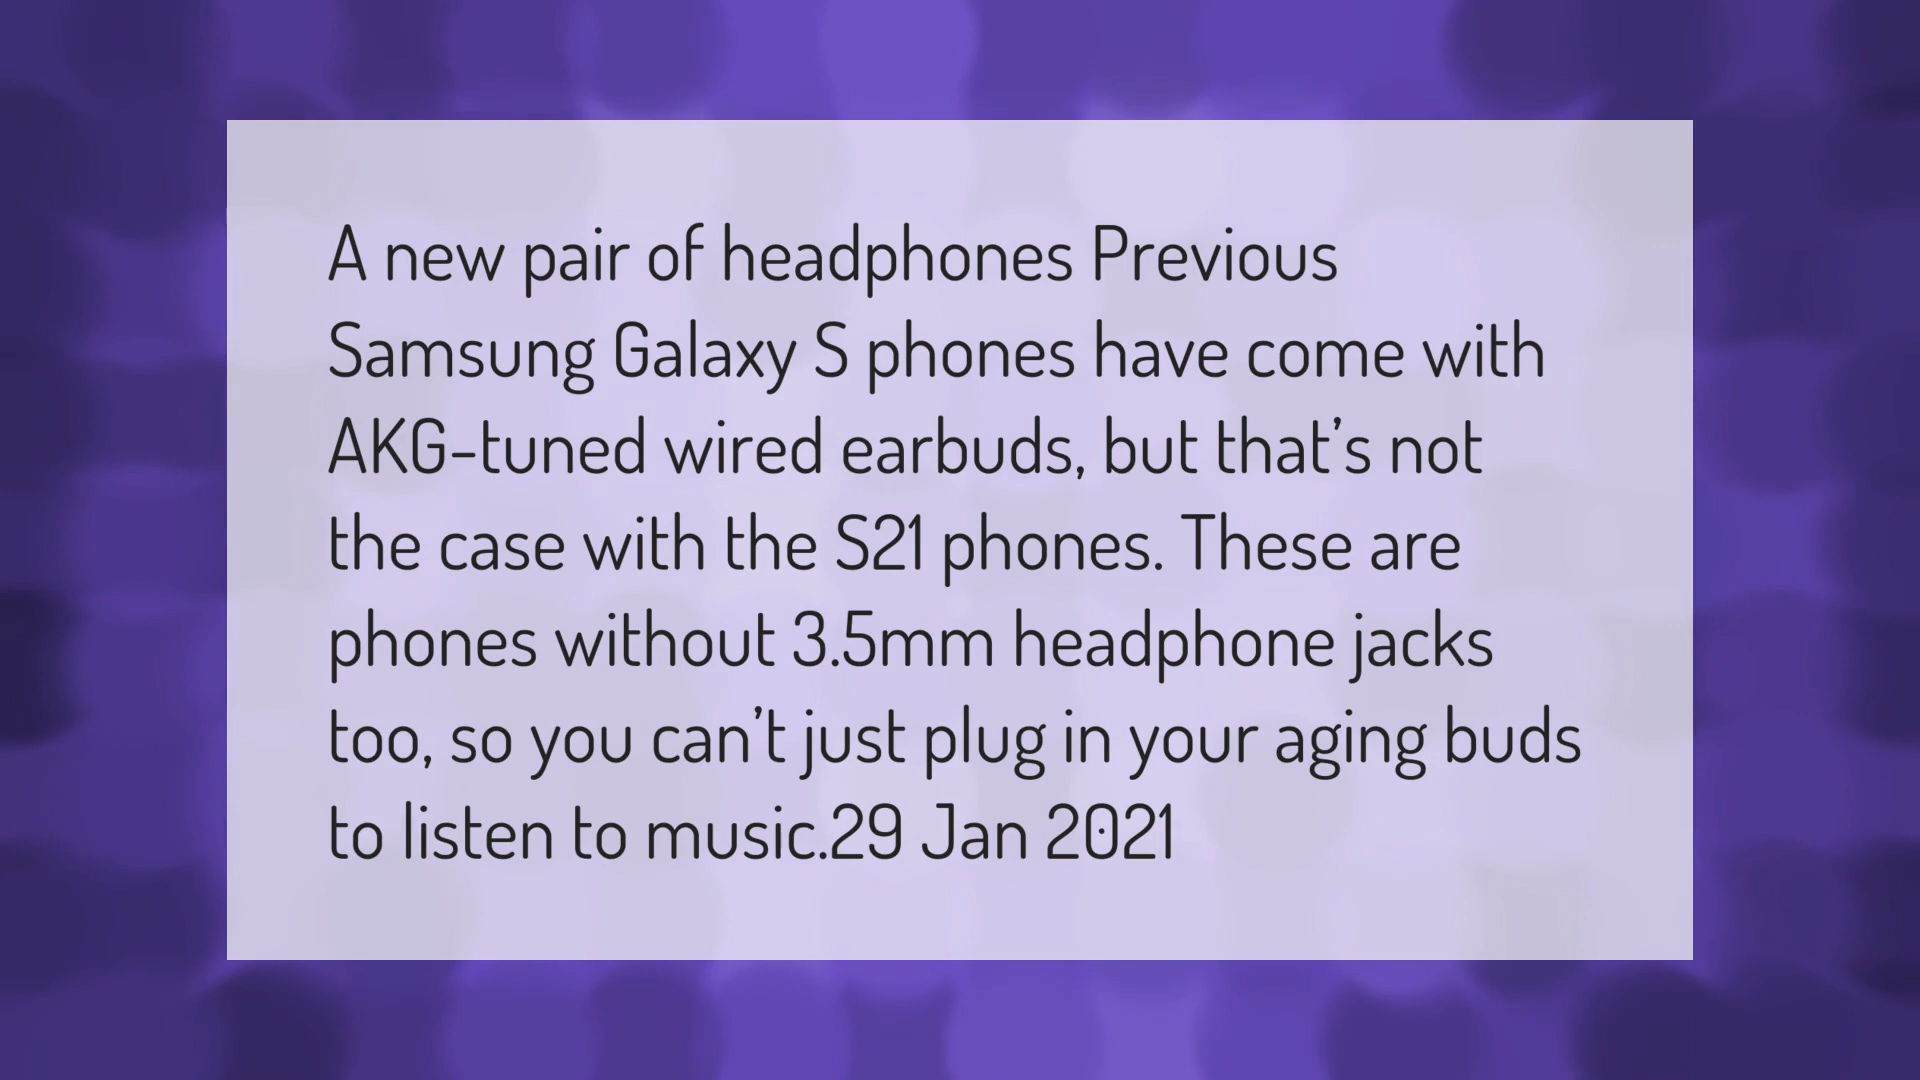 A new pair of headphones Previous
Samsung Galaxy S phones have come with
AKG-tuned wired earbuds, but that’s not
the case with the S21 phones. These are
phones without 3.5mm headphone jacks
too, so you can’t just plug in your aging buds
to listen to music.29 Jan 2021